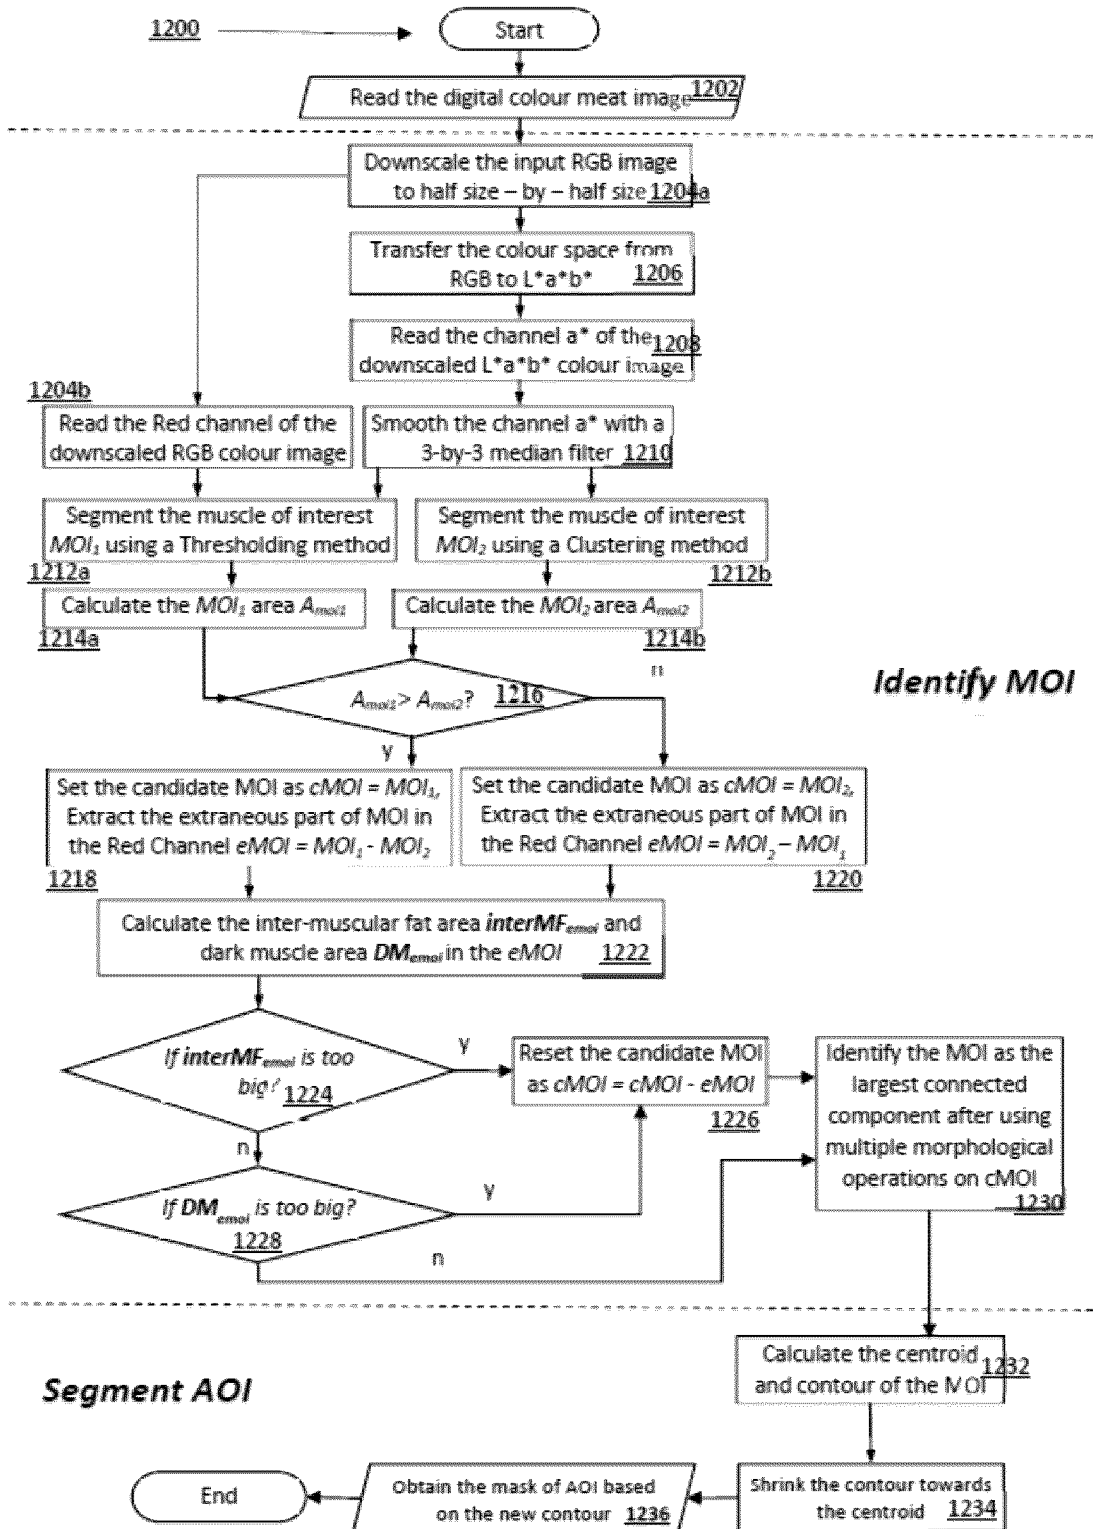 1200
Start
Read the digital colour meat image 1202
Downscale the input RGB image
to half size – by – half size 1204a
Transfer the colour space from
RGB to L*a*b* 1206
Read the channel a* of the 1208
downscaled L*a*b* colour image
1204b
Read the Red channel of the
downscaled RGB colour image
Smooth the channel a* with a
3-by-3 median filter 1210
Segment the muscle of interest
MOI1 using a Thresholding method
1212a
Segment the muscle of interest
MOI2 using a Clustering method
1212b
Calculate the MOI1 area Amoi1
1214a
Calculate the MOI2 area Amoi2
1214b
n
Identify MOI
Amoi1 > Amoi2? 1216
y
Set the candidate MOI as cMOI = MOI1,
Extract the extraneous part of MOI in
the Red Channel eMOI = MOI1 - MOI2
1218
Set the candidate MOI as cMOI = MOI2,
Extract the extraneous part of MOI in
the Red Channel eMOI = MOI2 – MOI1
1220
Calculate the inter-muscular fat area interMFemoi and
dark muscle area DMemoi in the eMOI 1222
If interMFemoi is too
big? 1224
y
n
Reset the candidate MOI
as cMOI = cMOI - eMOI
1226
Identify the MOI as the
largest connected
component after using
multiple morphological
operations on cMOI
1230
If DMemoi is too big?
1228
y
n
Segment AOI
Calculate the centroid 1232
and contour of the MOI
Shrink the contour towards
the centroid 1234
Obtain the mask of AOI based
on the new contour 1236
End